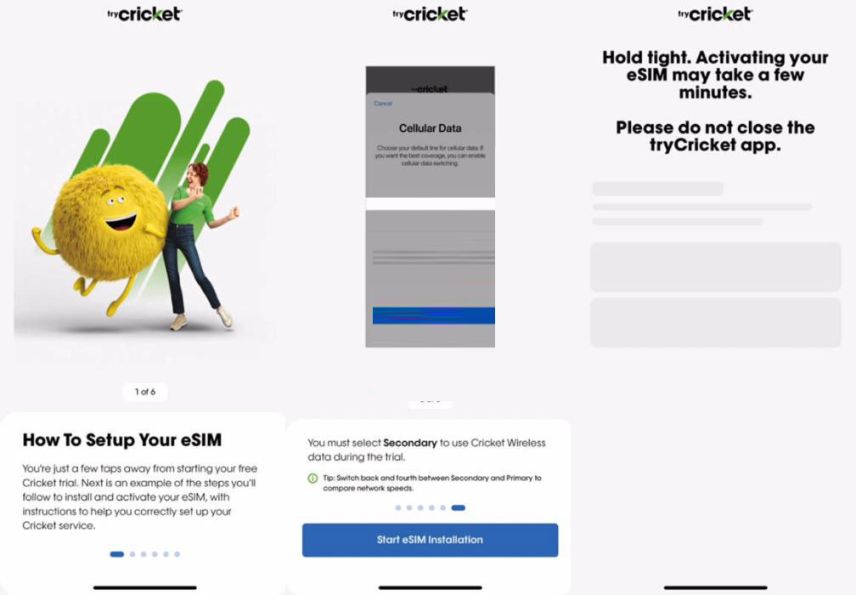 trycricket
1 of 6
How To Setup Your eSIM
You're just a few taps away from starting your free
Cricket trial. Next is an example of the steps you'll
follow to install and activate your eSIM, with
instructions to help you correctly set up your
Cricket service.
trycricket
cricket
Cancel
Cellular Data
Choose your default line for cellular data. If
you want the best coverage, you can enable
cellular data switching.
You must select Secondary to use Cricket Wireless
data during the trial.
Tip: Switch back and fourth between Secondary and Primary to
compare network speeds.
Start eSIM Installation
trycricket
Hold tight. Activating your
eSIM may take a few
minutes.
Please do not close the
tryCricket app.